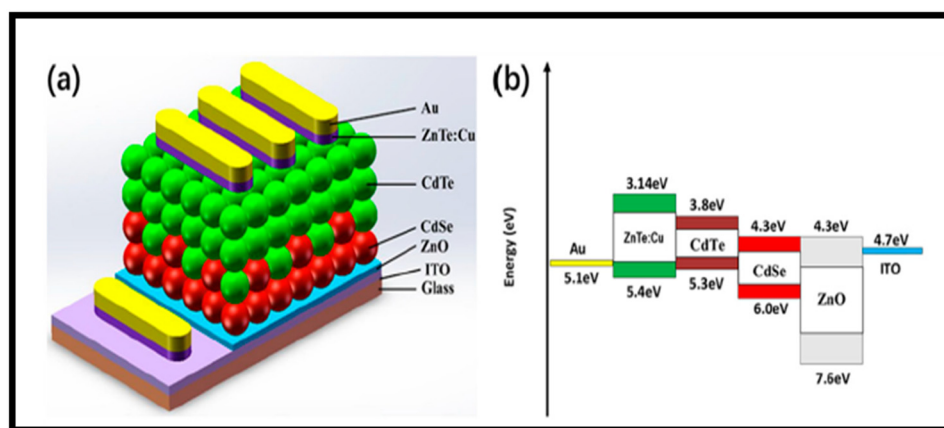 (a)
Au
ZnTe:Cu
CdTe
CdSe
ZnO
ITO
Glass
(b)
Energy (eV)
Au
5.1eV
3.14eV
ZnTe:Cu
5.4eV
3.8eV
CdTe
5.3eV
4.3eV
CdSe
6.0eV
4.3eV
ZnO
7.6eV
4.7eV
ITO